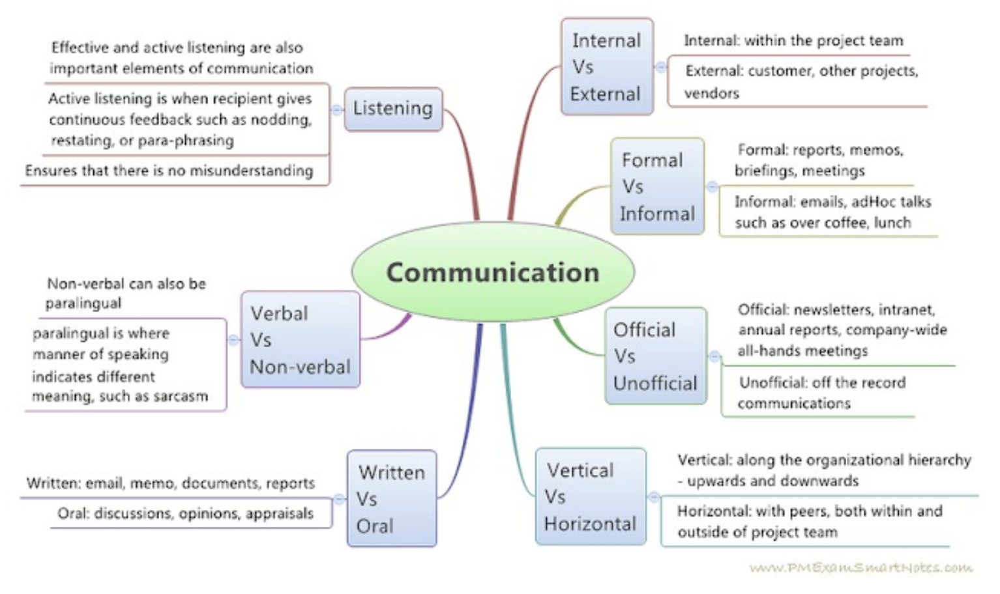 Effective and active listening are also
important elements of communication
Active listening is when recipient gives
continuous feedback such as nodding,
restating, or para-phrasing
Ensures that there is no misunderstanding
Listening
Internal
Vs
External
Internal: within the project team
External: customer, other projects,
vendors
Formal
Vs
Informal
Formal: reports, memos,
briefings, meetings
Informal: emails, adHoc talks
such as over coffee, lunch
Communication
Non-verbal can also be
paralingual
paralingual is where
manner of speaking
indicates different
meaning, such as sarcasm
Verbal
Vs
Non-verbal
Official
Vs
Unofficial
Official: newsletters, intranet,
annual reports, company-wide
all-hands meetings
Unofficial: off the record
communications
Written: email, memo, documents, reports
Oral: discussions, opinions, appraisals
Written
Vs
Oral
Vertical
Vs
Horizontal
Vertical: along the organizational hierarchy
- upwards and downwards
Horizontal: with peers, both within and
outside of project team
www.PMExamSmartNotes.com